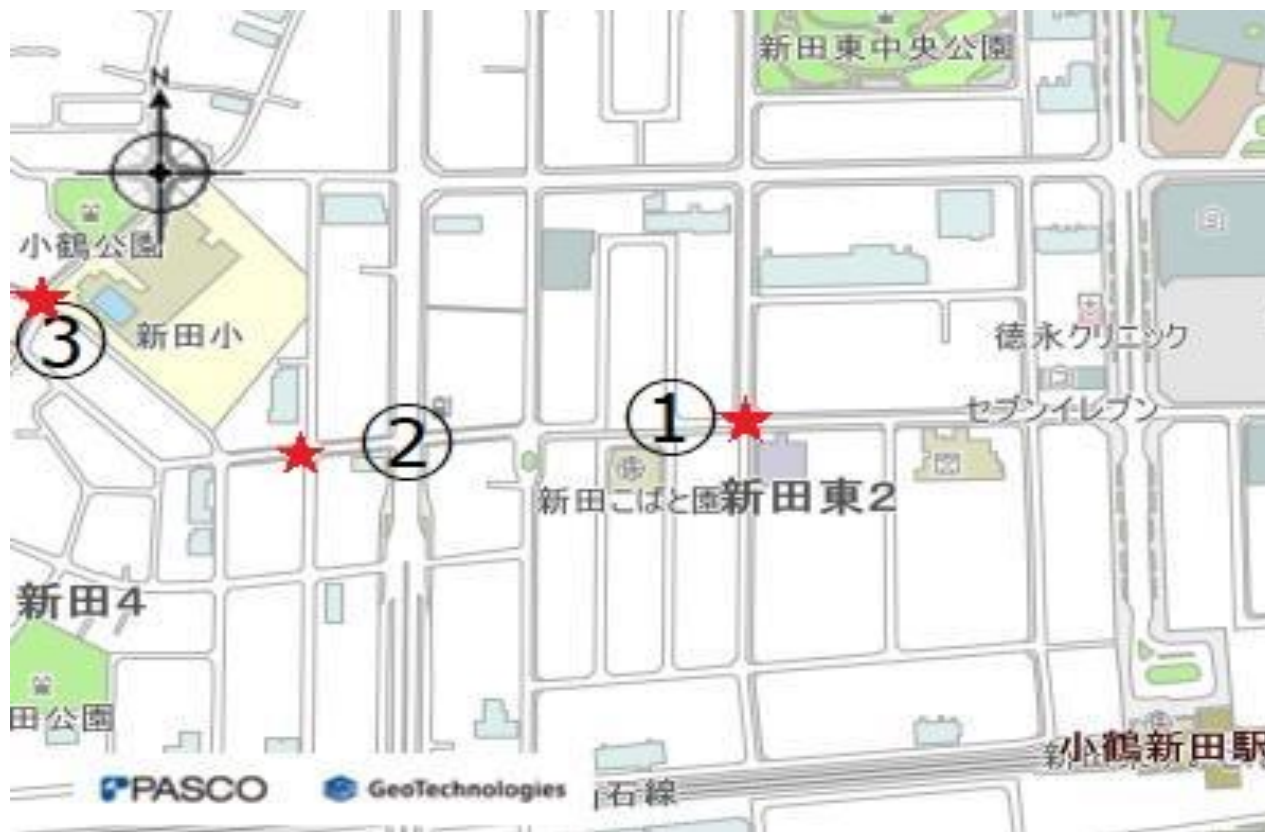 新田東中央公園
N
小鶴公園
③
新田小
徳永クリニック
①
セブンイレブン
②
新田こばと園
新田東2
新田4
田公園
小鶴新田駅
PASCO
GeoTechnologies
石線